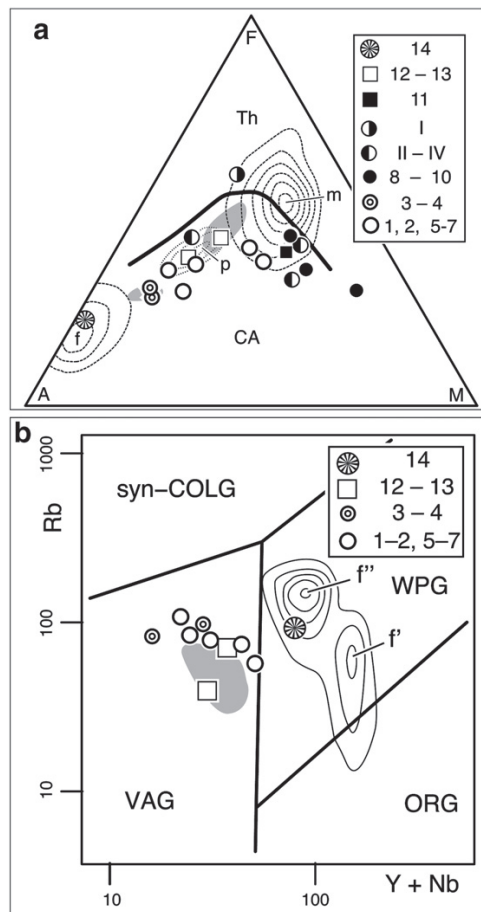 a
F
Th
m
p
f
CA
A
M
14
12 – 13
11
I
II – IV
8 – 10
3 – 4
1, 2, 5-7
b
1000
Rb
100
10
syn–COLG
WPG
f''
f'
VAG
ORG
10
100
Y + Nb
14
12 – 13
3 – 4
1–2, 5–7